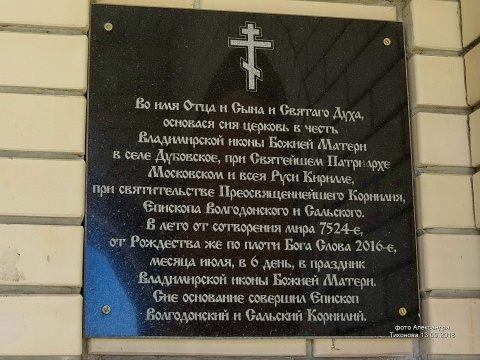 Во имя Отца и Сына и Святаго Духа,
основася сия церковь в честь
Владимирской иконы Божией Матери
в селе Дубовское, при Святейшем Патриархе
Московском и всея Руси Кирилле,
при святительстве Преосвященнейшего Корнилия,
Епископа Волгодонского и Сальского.
В лето от сотворения мира 7524-е,
от Рождества же по плоти Бога Слова 2016-е,
месяца июля, в 6 день, в праздник
Владимирской иконы Божией Матери.
Сие основание совершил Епископ
Волгодонский и Сальский Корнилий.
фото Александра
Тихонова 13.09.2018